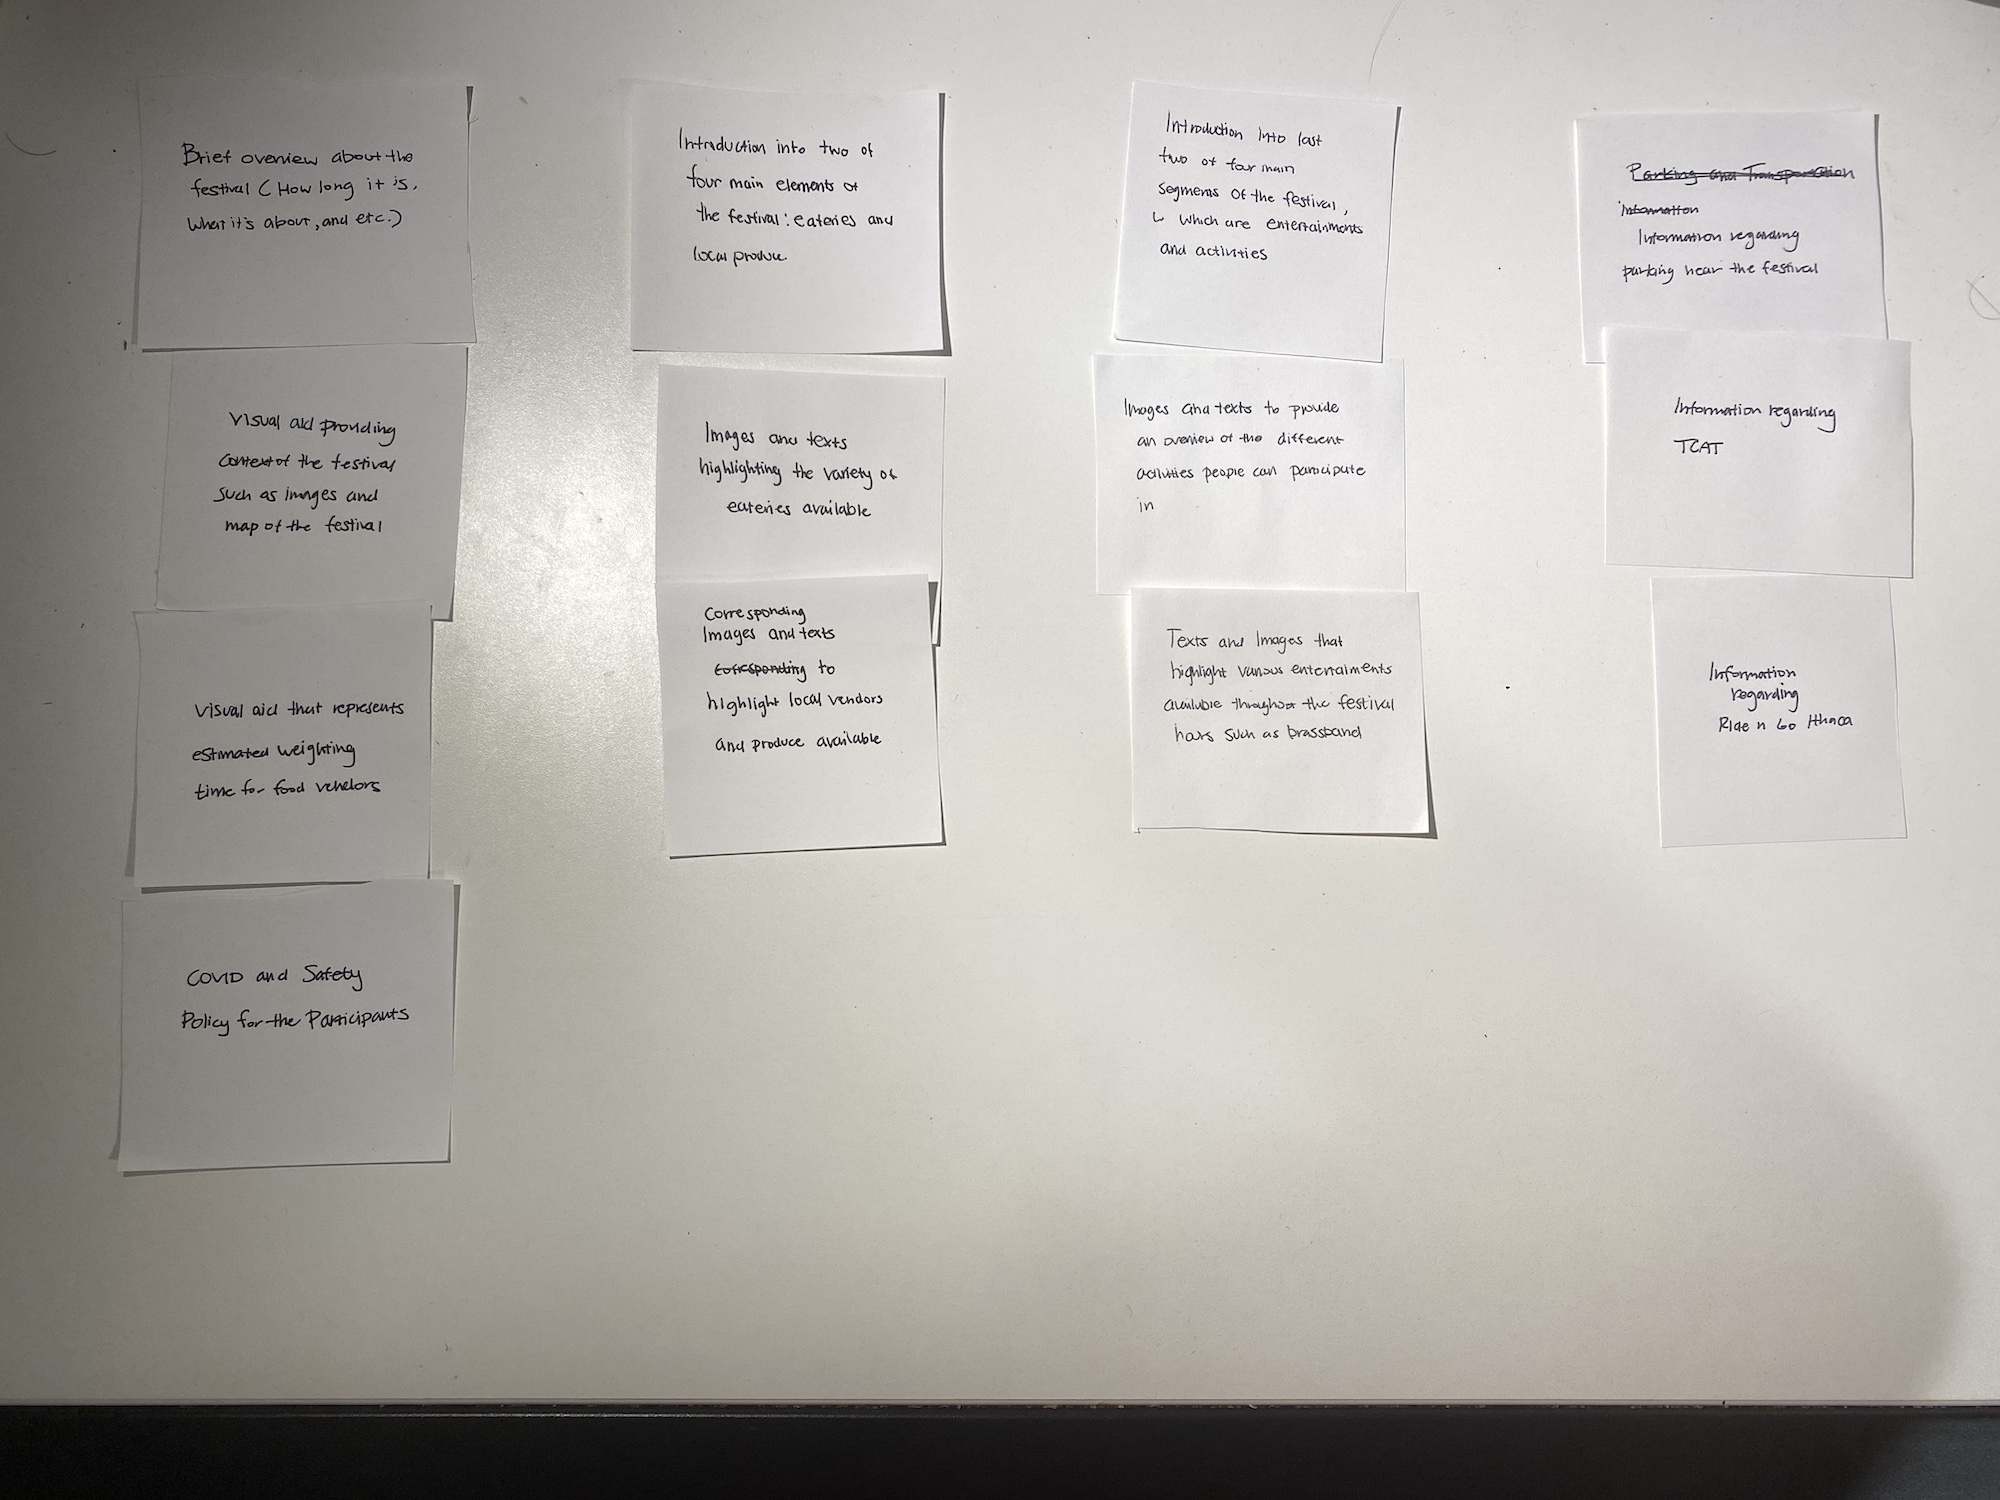 Brief overview about the
festival (How long it is,
what it's about, and etc.)
Visual aid providing
context of the festival
such as images and
map of the festival
Visual aid that represents
estimated weighting
time for food vendors
COVID and Safety
Policy for the Participants
Introduction into two of
four main elements of
the festival: eateries and
local produce.
Images and texts
highlighting the variety of
eateries available
Corresponding
Images and texts
corresponding to
highlight local vendors
and produce available
Introduction into last
two of four main
segments of the festival,
↳ which are entertainments
and activities
Images and texts to provide
an overview of the different
activities people can participate
in
Texts and Images that
highlight various entertaiments
available throughout the festival
hours such as brassband
Parking and Transportation
information
Information regarding
parking near the festival
Information regarding
TCAT
Information
regarding
Ride n Go Ithaca